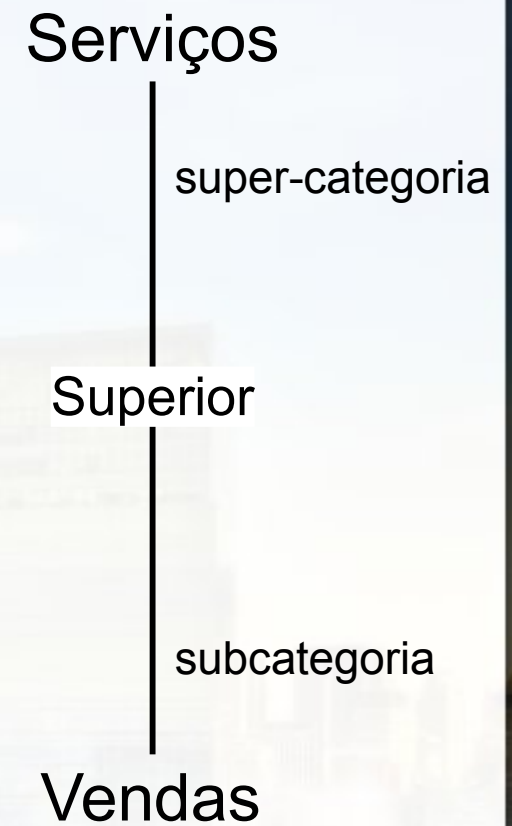 Serviços
super-categoria
Superior
subcategoria
Vendas